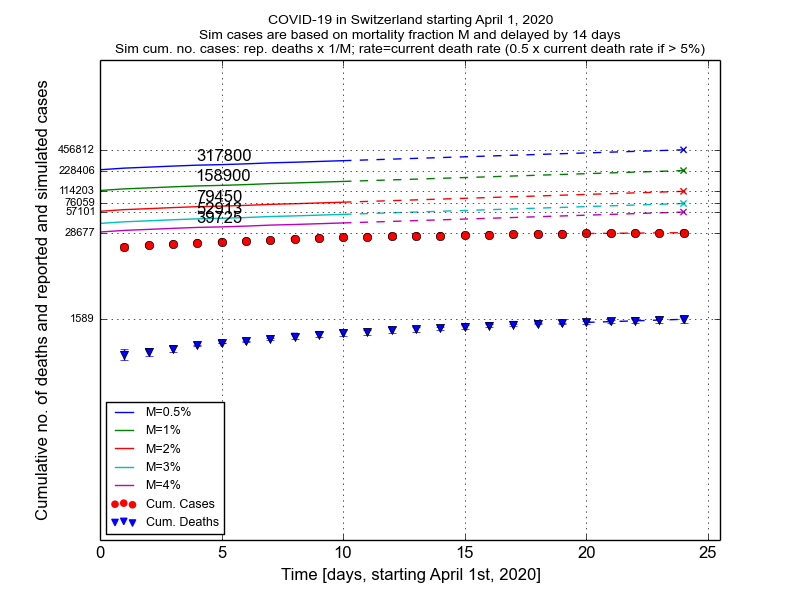 COVID-19 in Switzerland starting April 1, 2020
Sim cases are based on mortality fraction M and delayed by 14 days
Sim cum. no. cases: rep. deaths x 1/M; rate=current death rate (0.5 x current death rate if > 5%)
Cumulative no. of deaths and reported and simulated cases
456812
228406
114203
76059
57101
28677
1589
317800
158900
79450
52913
39725
M=0.5%
M=1%
M=2%
M=3%
M=4%
Cum. Cases
Cum. Deaths
0 5 10 15 20 25
Time [days, starting April 1st, 2020]